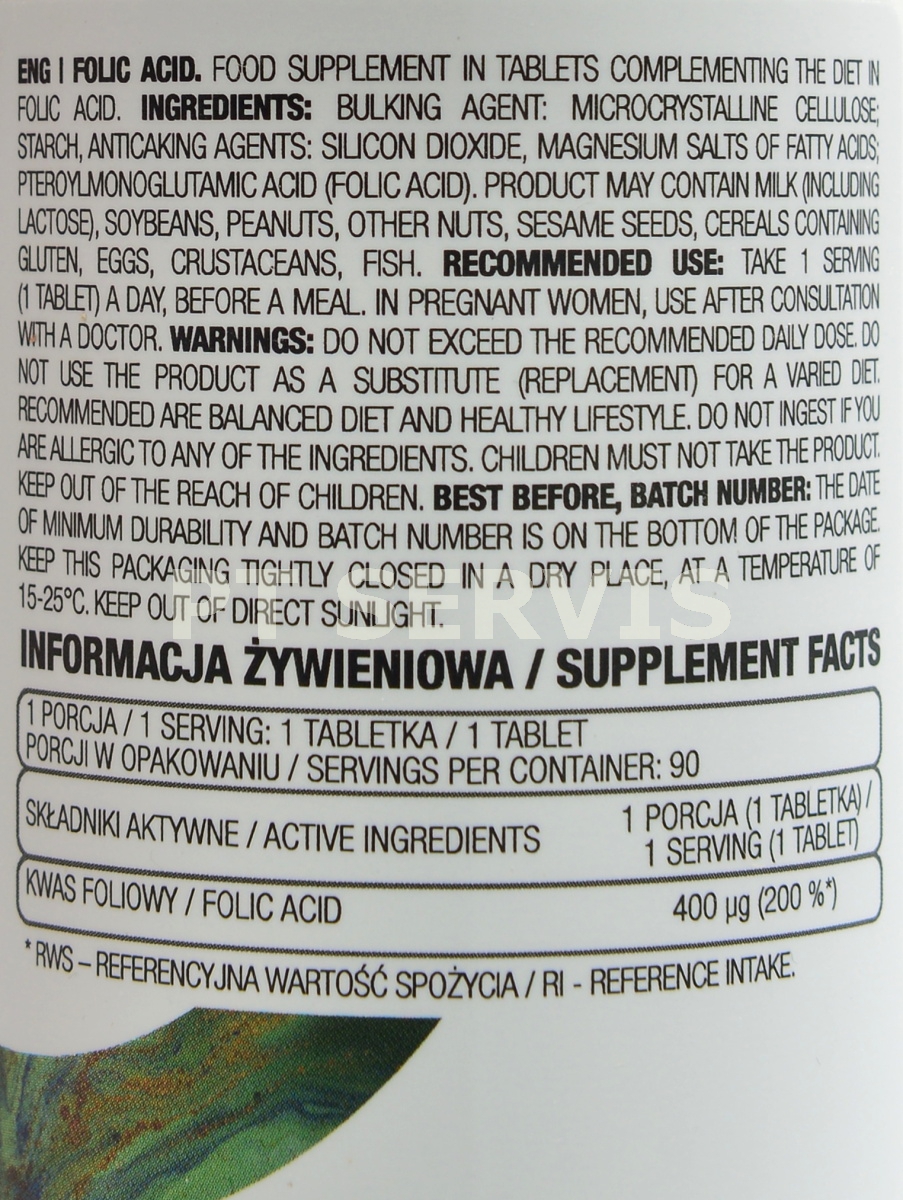 ENG | FOLIC ACID. FOOD SUPPLEMENT IN TABLETS COMPLEMENTING THE DIET IN
FOLIC ACID. INGREDIENTS: BULKING AGENT: MICROCRYSTALLINE CELLULOSE;
STARCH, ANTICAKING AGENTS: SILICON DIOXIDE, MAGNESIUM SALTS OF FATTY ACIDS;
PTEROYLMONOGLUTAMIC ACID (FOLIC ACID). PRODUCT MAY CONTAIN MILK (INCLUDING
LACTOSE), SOYBEANS, PEANUTS, OTHER NUTS, SESAME SEEDS, CEREALS CONTAINING
GLUTEN, EGGS, CRUSTACEANS, FISH. RECOMMENDED USE: TAKE 1 SERVING
(1 TABLET) A DAY, BEFORE A MEAL. IN PREGNANT WOMEN, USE AFTER CONSULTATION
WITH A DOCTOR. WARNINGS: DO NOT EXCEED THE RECOMMENDED DAILY DOSE. DO
NOT USE THE PRODUCT AS A SUBSTITUTE (REPLACEMENT) FOR A VARIED DIET.
RECOMMENDED ARE BALANCED DIET AND HEALTHY LIFESTYLE. DO NOT INGEST IF YOU
ARE ALLERGIC TO ANY OF THE INGREDIENTS. CHILDREN MUST NOT TAKE THE PRODUCT.
KEEP OUT OF THE REACH OF CHILDREN. BEST BEFORE, BATCH NUMBER: THE DATE
OF MINIMUM DURABILITY AND BATCH NUMBER IS ON THE BOTTOM OF THE PACKAGE.
KEEP THIS PACKAGING TIGHTLY CLOSED IN A DRY PLACE, AT A TEMPERATURE OF
15-25°C. KEEP OUT OF DIRECT SUNLIGHT.
FT SERVIS
INFORMACJA ŻYWIENIOWA / SUPPLEMENT FACTS
1 PORCJA / 1 SERVING: 1 TABLETKA / 1 TABLET
PORCJI W OPAKOWANIU / SERVINGS PER CONTAINER: 90
SKŁADNIKI AKTYWNE / ACTIVE INGREDIENTS
1 PORCJA (1 TABLETKA) /
1 SERVING (1 TABLET)
KWAS FOLIOWY / FOLIC ACID
400 µg (200 %*)
* RWS – REFERENCYJNA WARTOŚĆ SPOŻYCIA / RI - REFERENCE INTAKE.